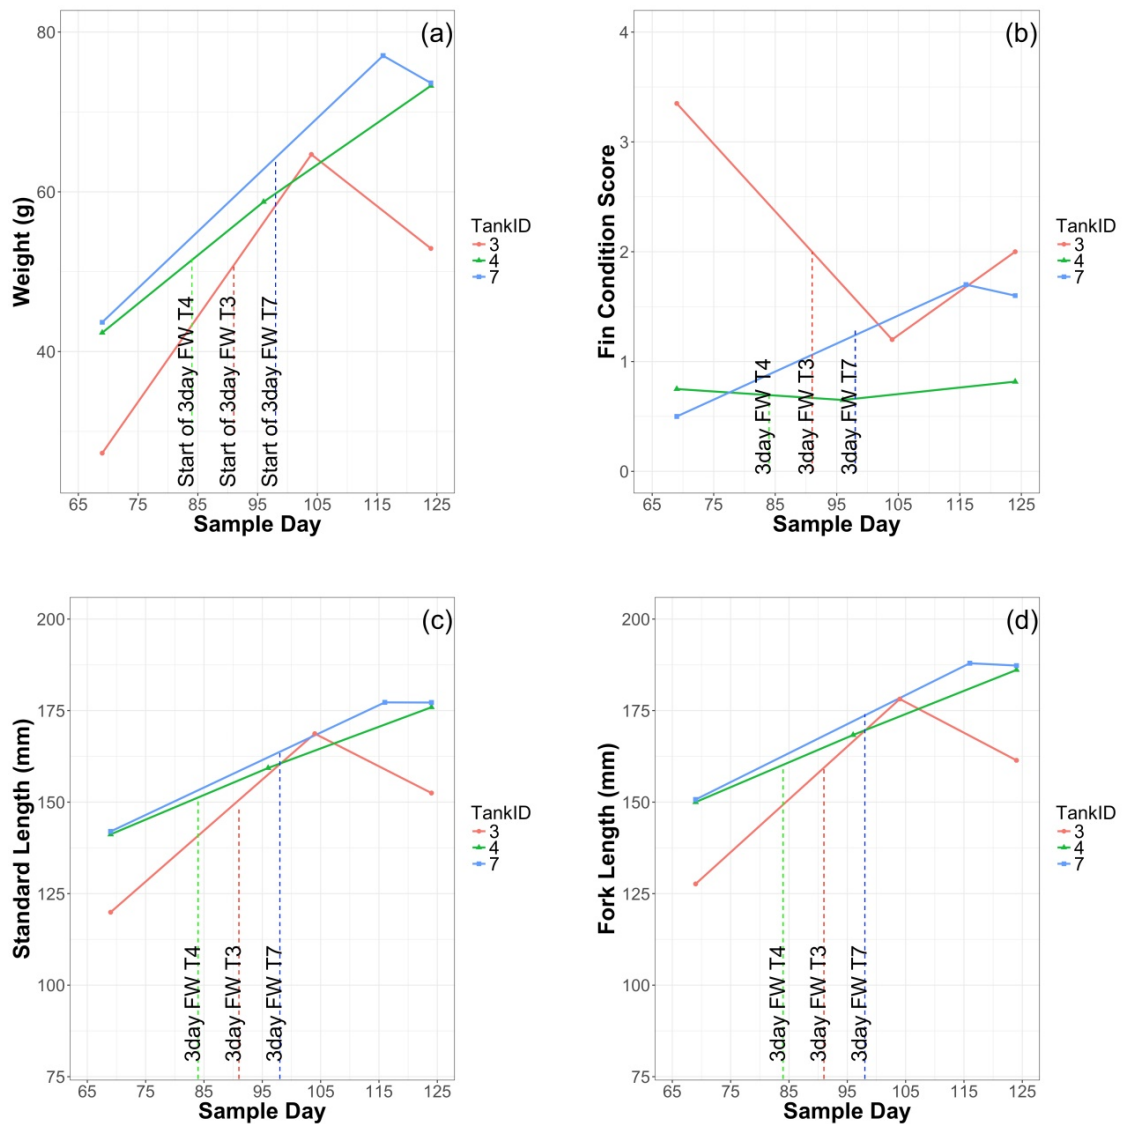 (a)
Weight (g)
80
60
40
Start of 3day FW T4
Start of 3day FW T3
Start of 3day FW T7
65 75 85 95 105 115 125
Sample Day
TankID
3
4
7
(b)
Fin Condition Score
4
3
2
1
0
3day FW T4
3day FW T3
3day FW T7
65 75 85 95 105 115 125
Sample Day
TankID
3
4
7
(c)
Standard Length (mm)
200
175
150
125
100
75
3day FW T4
3day FW T3
3day FW T7
65 75 85 95 105 115 125
Sample Day
TankID
3
4
7
(d)
Fork Length (mm)
200
175
150
125
100
75
3day FW T4
3day FW T3
3day FW T7
65 75 85 95 105 115 125
Sample Day
TankID
3
4
7